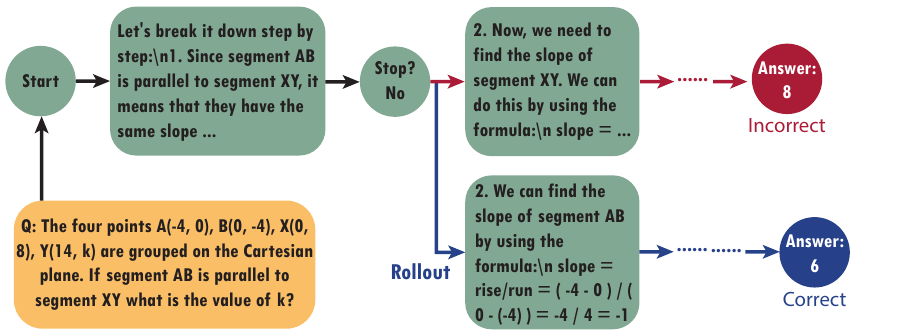 Start
Let's break it down step by
step:\n1. Since segment AB
is parallel to segment XY, it
means that they have the
same slope ...
Stop?
No
2. Now, we need to
find the slope of
segment XY. We can
do this by using the
formula:\n slope = ...
......
Answer:
8
Incorrect
Q: The four points A(-4, 0), B(0, -4), X(0,
8), Y(14, k) are grouped on the Cartesian
plane. If segment AB is parallel to
segment XY what is the value of k?
Rollout
2. We can find the
slope of segment AB
by using the
formula:\n slope =
rise/run = ( -4 - 0 ) / (
0 - (-4) ) = -4 / 4 = -1
...... ......
Answer:
6
Correct